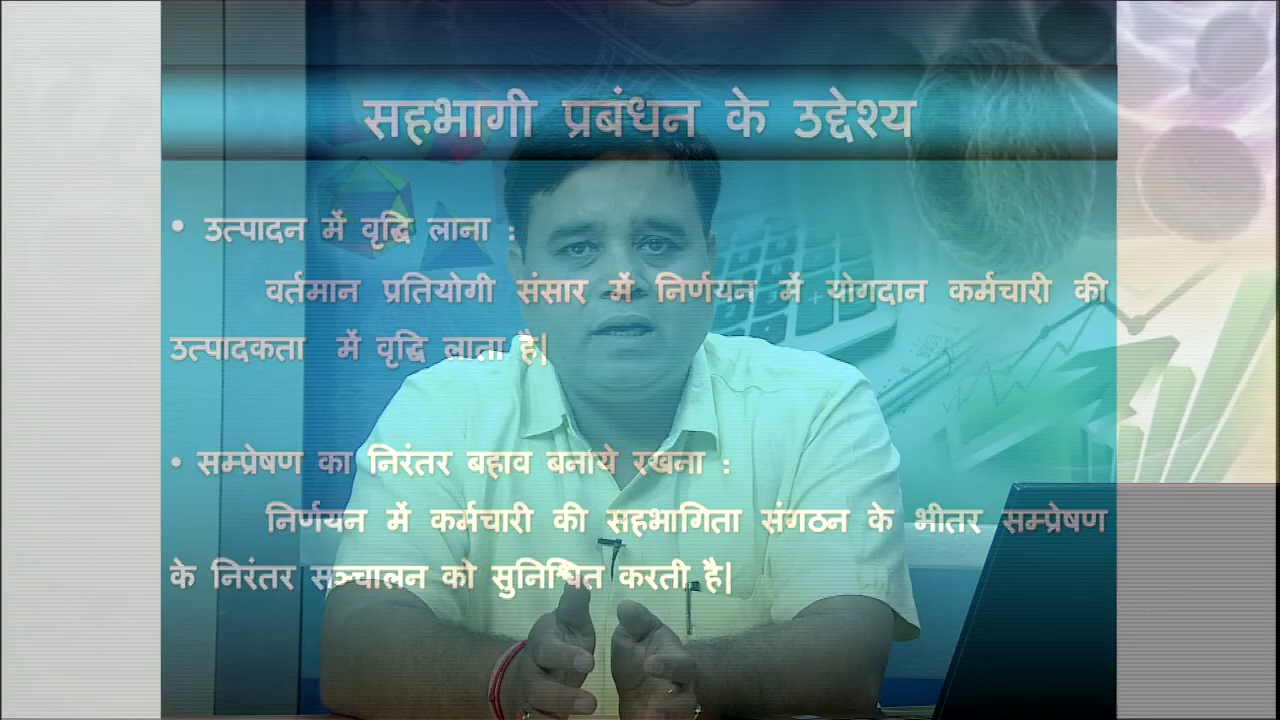 सहभागी प्रबंधन के उद्देश्य
• उत्पादन में वृद्धि लाना :
वर्तमान प्रतियोगी संसार में निर्णयन में योगदान कर्मचारी की
उत्पादकता में वृद्धि लाता है|
• सम्प्रेषण का निरंतर बहाव बनाये रखना :
निर्णयन में कर्मचारी की सहभागिता संगठन के भीतर सम्प्रेषण
के निरंतर सञ्चालन को सुनिश्चित करती है|